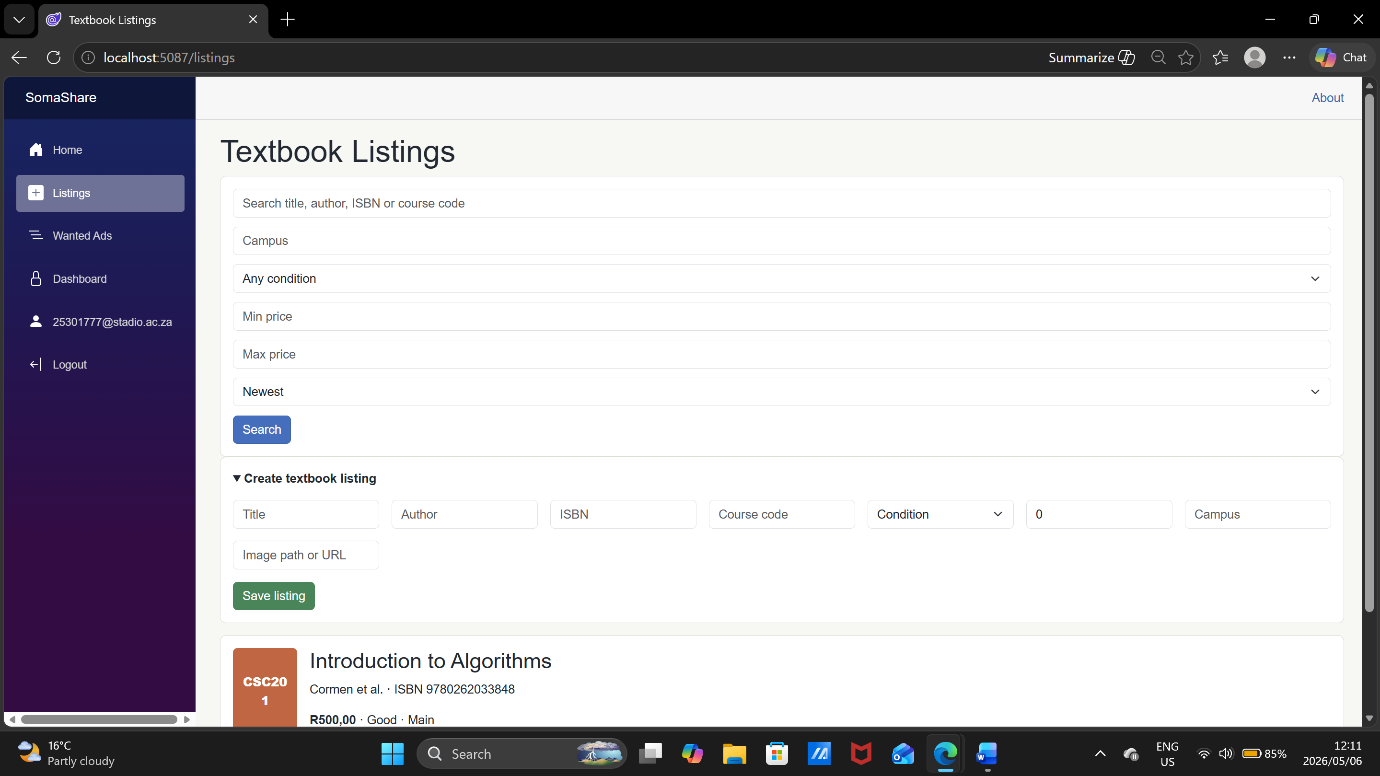 Textbook Listings
localhost:5087/listings
Summarize
Chat
SomaShare
About
Home
Listings
Wanted Ads
Dashboard
25301777@stadio.ac.za
Logout
Textbook Listings
Search title, author, ISBN or course code
Campus
Any condition
Min price
Max price
Newest
Search
Create textbook listing
Title
Author
ISBN
Course code
Condition
0
Campus
Image path or URL
Save listing
CSC20
1
Introduction to Algorithms
Cormen et al. · ISBN 9780262033848
R500,00 · Good · Main
16°C
Partly cloudy
Search
ENG
US
85%
12:11
2026/05/06